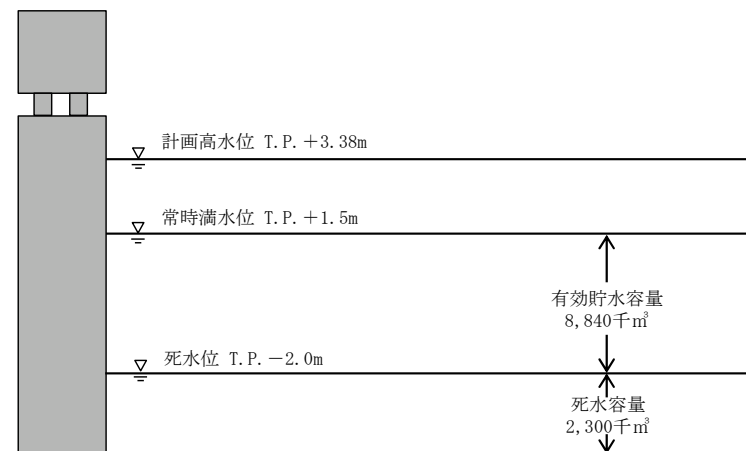 計画高水位 T.P.＋3.38m
常時満水位 T.P.＋1.5m
有効貯水容量
8,840千㎥
死水位 T.P.－2.0m
死水容量
2,300千㎥